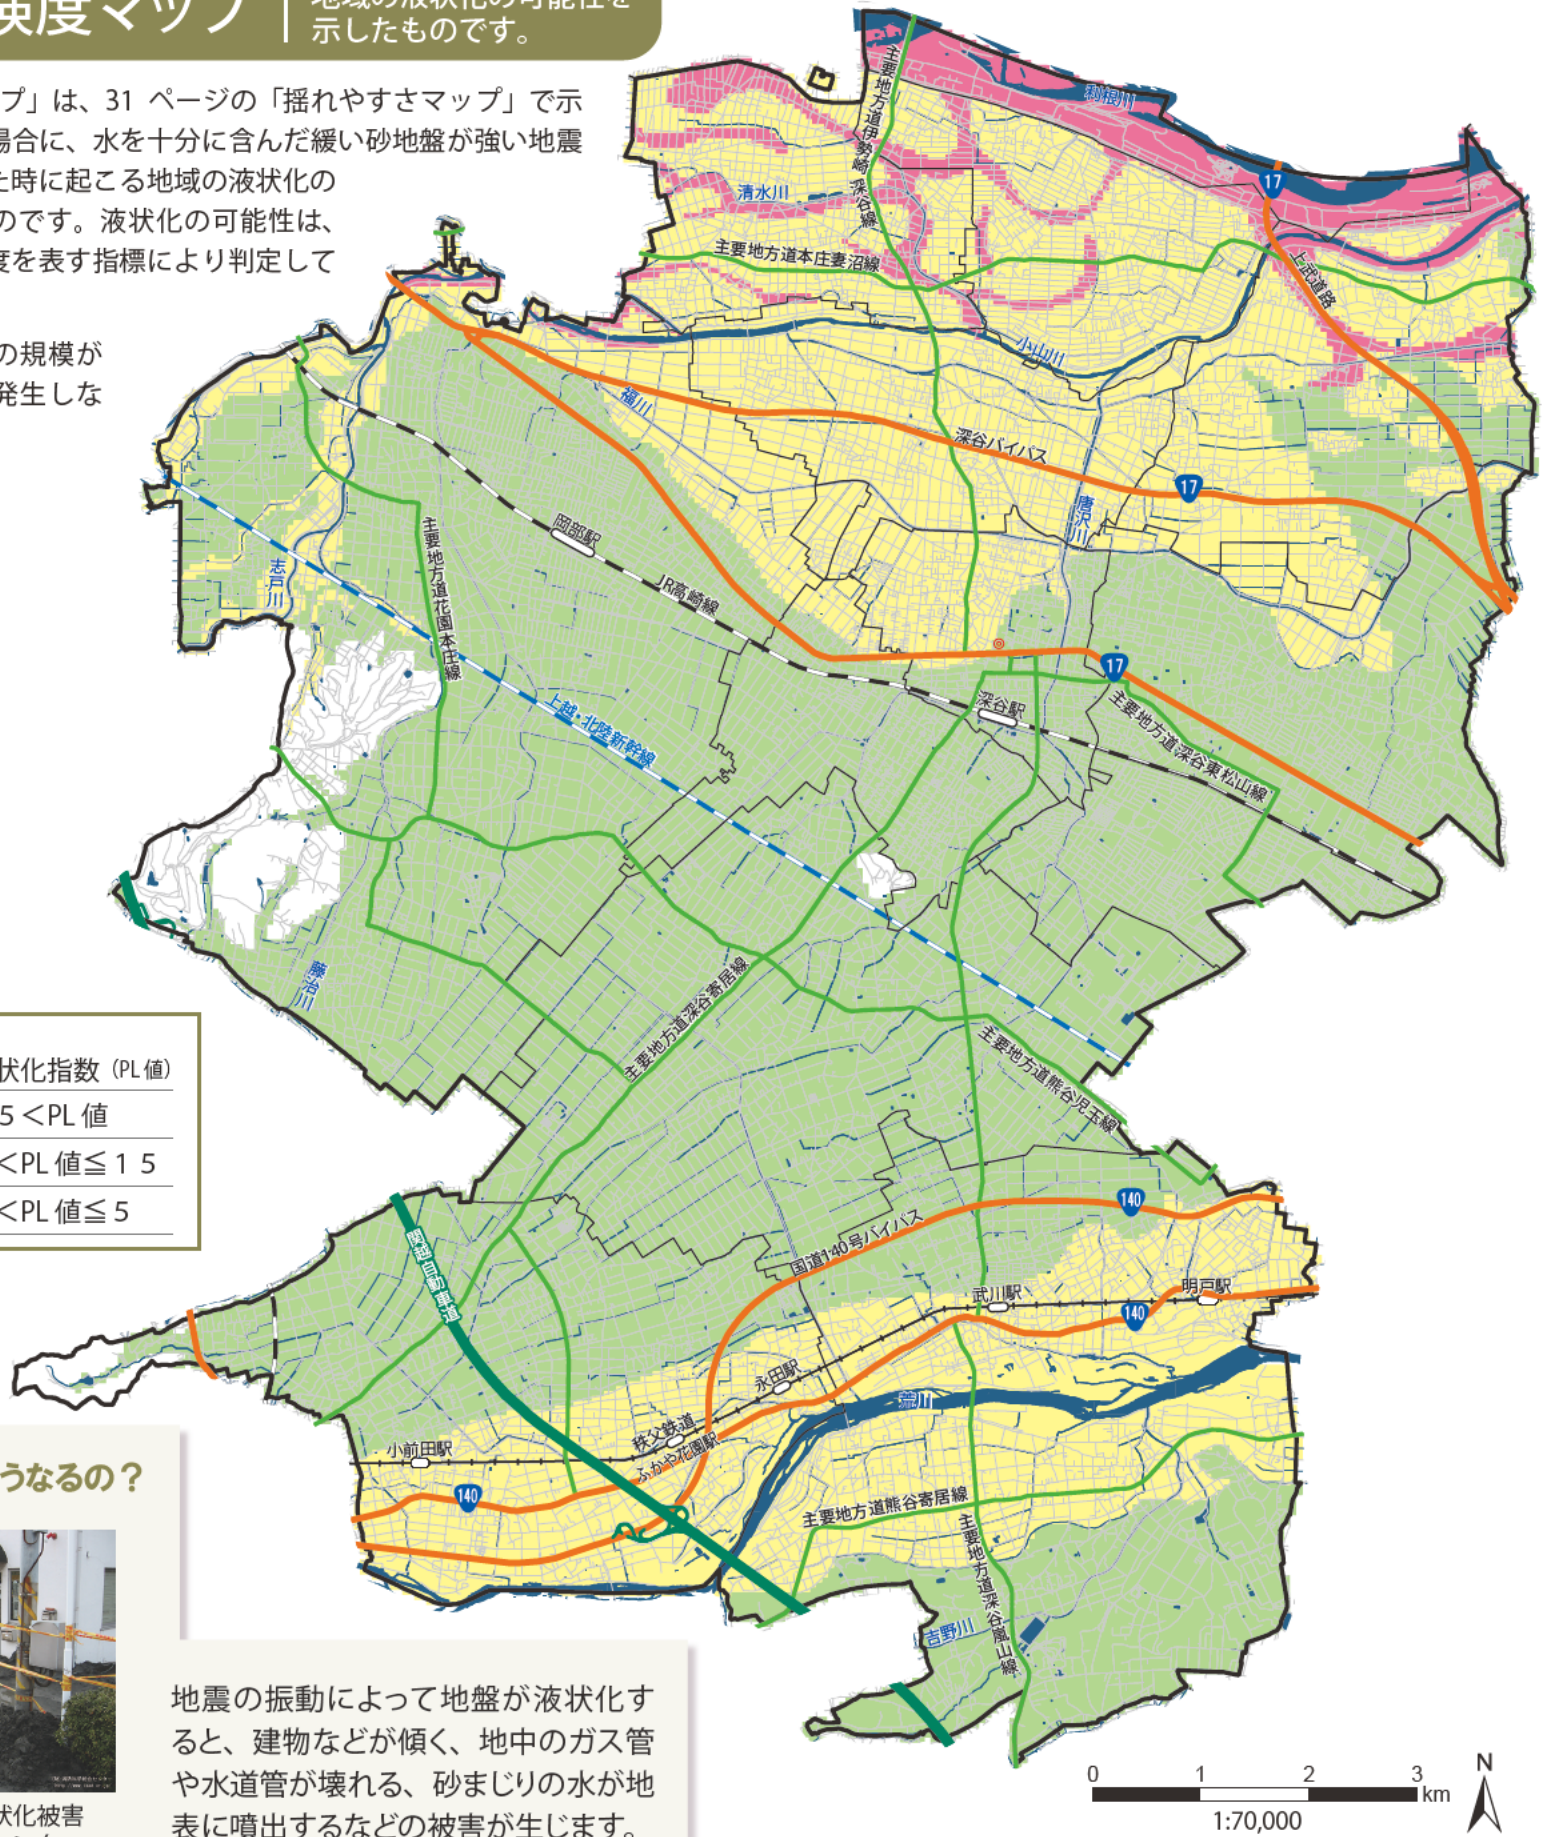 険度マップ
地域の液状化の可能性を
示したものです。
プ」は、31 ページの「揺れやすさマップ」で示
場合に、水を十分に含んだ緩い砂地盤が強い地震
た時に起こる地域の液状化の
のです。液状化の可能性は、
度を表す指標により判定して
の規模が
発生しな
主要地方道伊勢崎 深谷線
利根川
17
清水川
主要地方道本庄妻沼線
上武道路
小山川
福川
深谷バイパス
17
唐沢川
岡部駅
主要地方道花園本庄線
志戸川
JR高崎線
17
深谷駅
主要地方道深谷東松山線
上越・北陸新幹線
藤治川
主要地方道深谷寄居線
主要地方道熊谷児玉線
状化指数（PL値）
5＜PL 値
＜PL 値≦１５
＜PL 値≦５
140
関越自動車道
国道140号バイパス
武川駅
明戸駅
140
永田駅
荒川
秩父鉄道
小前田駅
ふかや花園駅
140
主要地方道熊谷寄居線
主要地方道深谷嵐山線
吉野川
うなるの？
状化被害
地震の振動によって地盤が液状化す
ると、建物などが傾く、地中のガス管
や水道管が壊れる、砂まじりの水が地
表に噴出するなどの被害が生じます。
0 1 2 3 km
1:70,000
N